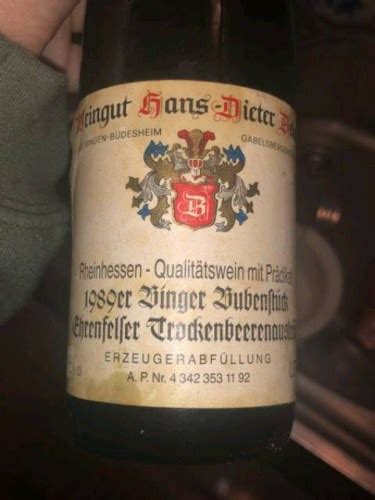 Weingut Hans-Dieter
BINGEN-BÜDESHEIM
B
Rheinhessen - Qualitätswein mit Prädikat
1989er Binger Bubenstück
Ehrenfelser Trockenbeerenauslese
ERZEUGERABFÜLLUNG
A. P. Nr. 4 342 353 11 92